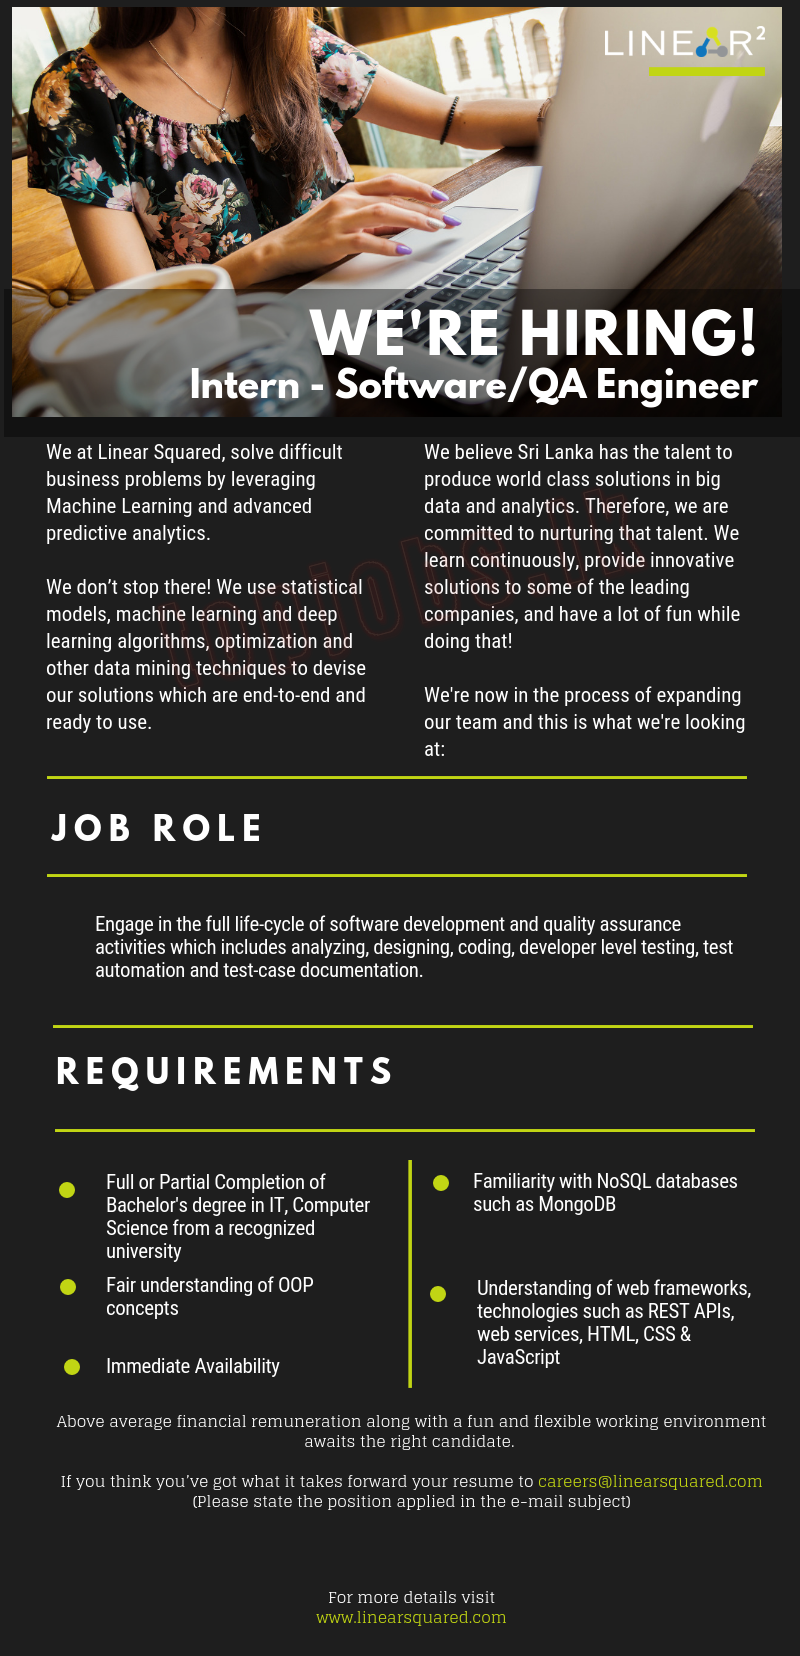 LINEAR²
WE'RE HIRING!
Intern - Software/QA Engineer
We at Linear Squared, solve difficult
business problems by leveraging
Machine Learning and advanced
predictive analytics.
We don’t stop there! We use statistical
models, machine learning and deep
learning algorithms, optimization and
other data mining techniques to devise
our solutions which are end-to-end and
ready to use.
We believe Sri Lanka has the talent to
produce world class solutions in big
data and analytics. Therefore, we are
committed to nurturing that talent. We
learn continuously, provide innovative
solutions to some of the leading
companies, and have a lot of fun while
doing that!
We're now in the process of expanding
our team and this is what we're looking
at:
topjobs.lk
JOB ROLE
Engage in the full life-cycle of software development and quality assurance
activities which includes analyzing, designing, coding, developer level testing, test
automation and test-case documentation.
REQUIREMENTS
Full or Partial Completion of
Bachelor's degree in IT, Computer
Science from a recognized
university
Fair understanding of OOP
concepts
Immediate Availability
Familiarity with NoSQL databases
such as MongoDB
Understanding of web frameworks,
technologies such as REST APIs,
web services, HTML, CSS &
JavaScript
Above average financial remuneration along with a fun and flexible working environment
awaits the right candidate.
If you think you’ve got what it takes forward your resume to careers@linearsquared.com
(Please state the position applied in the e-mail subject)
For more details visit
www.linearsquared.com